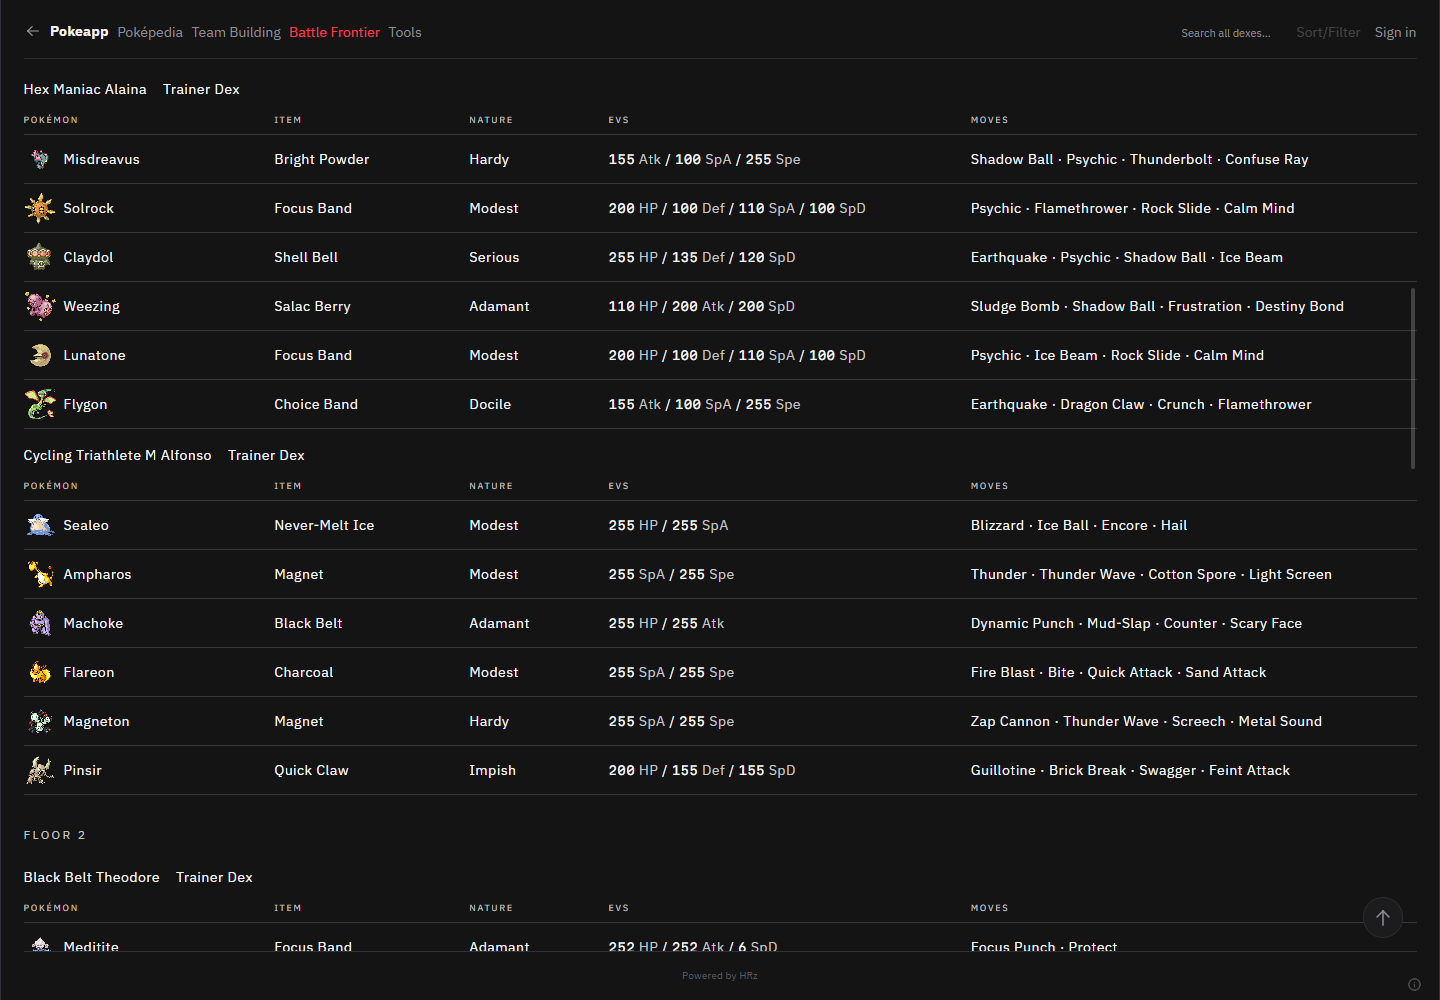 ← Pokeapp Poképedia Team Building Battle Frontier Tools Search all dexes... Sort/Filter Sign in
Hex Maniac Alaina Trainer Dex
POKÉMON ITEM NATURE EVS MOVES
Misdreavus Bright Powder Hardy 155 Atk / 100 SpA / 255 Spe Shadow Ball · Psychic · Thunderbolt · Confuse Ray
Solrock Focus Band Modest 200 HP / 100 Def / 110 SpA / 100 SpD Psychic · Flamethrower · Rock Slide · Calm Mind
Claydol Shell Bell Serious 255 HP / 135 Def / 120 SpD Earthquake · Psychic · Shadow Ball · Ice Beam
Weezing Salac Berry Adamant 110 HP / 200 Atk / 200 SpD Sludge Bomb · Shadow Ball · Frustration · Destiny Bond
Lunatone Focus Band Modest 200 HP / 100 Def / 110 SpA / 100 SpD Psychic · Ice Beam · Rock Slide · Calm Mind
Flygon Choice Band Docile 155 Atk / 100 SpA / 255 Spe Earthquake · Dragon Claw · Crunch · Flamethrower
Cycling Triathlete M Alfonso Trainer Dex
POKÉMON ITEM NATURE EVS MOVES
Sealeo Never-Melt Ice Modest 255 HP / 255 SpA Blizzard · Ice Ball · Encore · Hail
Ampharos Magnet Modest 255 SpA / 255 Spe Thunder · Thunder Wave · Cotton Spore · Light Screen
Machoke Black Belt Adamant 255 HP / 255 Atk Dynamic Punch · Mud-Slap · Counter · Scary Face
Flareon Charcoal Modest 255 SpA / 255 Spe Fire Blast · Bite · Quick Attack · Sand Attack
Magneton Magnet Hardy 255 SpA / 255 Spe Zap Cannon · Thunder Wave · Screech · Metal Sound
Pinsir Quick Claw Impish 200 HP / 155 Def / 155 SpD Guillotine · Brick Break · Swagger · Feint Attack
FLOOR 2
Black Belt Theodore Trainer Dex
POKÉMON ITEM NATURE EVS MOVES
Meditite Focus Band Adamant 252 HP / 252 Atk / 6 SpD Focus Punch · Protect
Powered by HRz